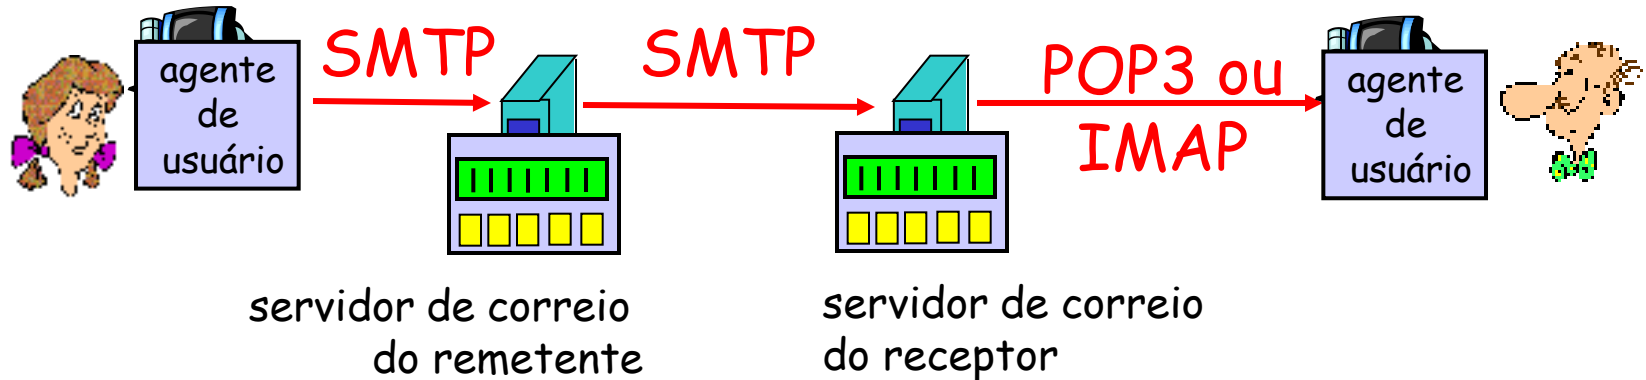 agente
de
usuário
SMTP
SMTP
POP3 ou
IMAP
agente
de
usuário
servidor de correio
do remetente
servidor de correio
do receptor